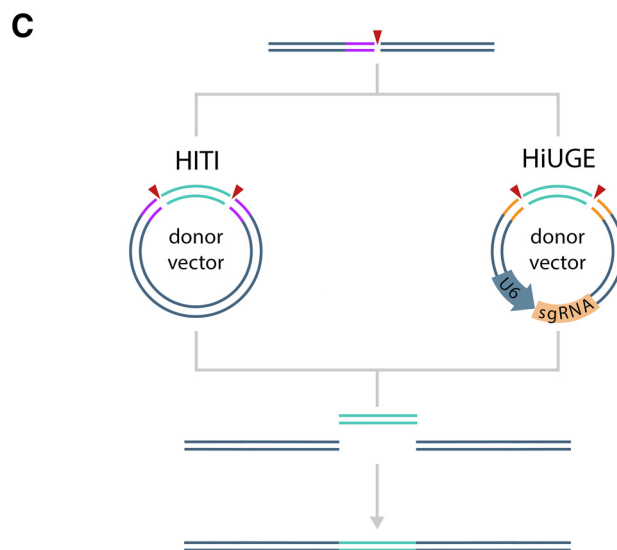 C
HITI
HiUGE
donor
vector
donor
vector
U6
sgRNA